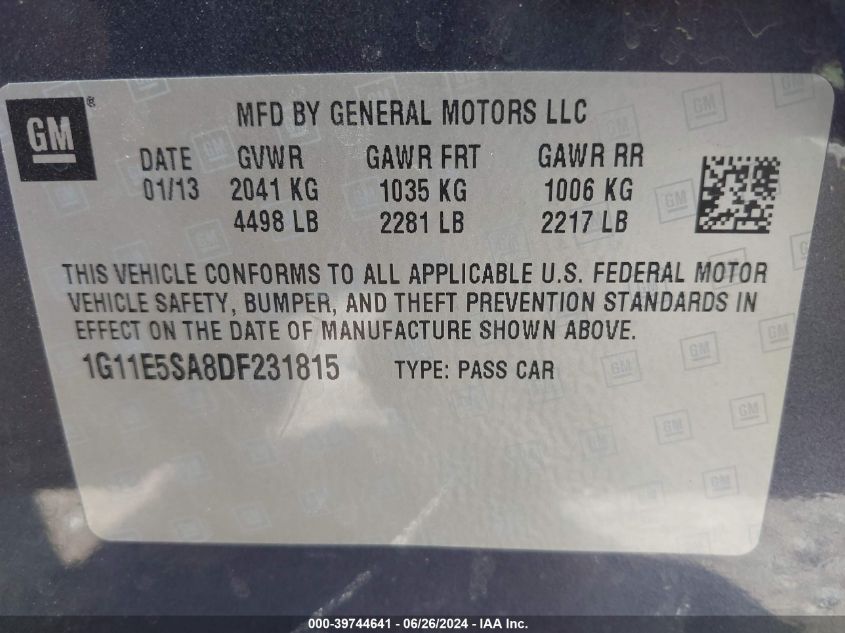 GM ® MFD BY GENERAL MOTORS LLC
DATE GVWR GAWR FRT GAWR RR
01/13 2041 KG 1035 KG 1006 KG
4498 LB 2281 LB 2217 LB
THIS VEHICLE CONFORMS TO ALL APPLICABLE U.S. FEDERAL MOTOR
VEHICLE SAFETY, BUMPER, AND THEFT PREVENTION STANDARDS IN
EFFECT ON THE DATE OF MANUFACTURE SHOWN ABOVE.
1G11E5SA8DF231815 TYPE: PASS CAR
000-39744641 - 06/26/2024 - IAA Inc.